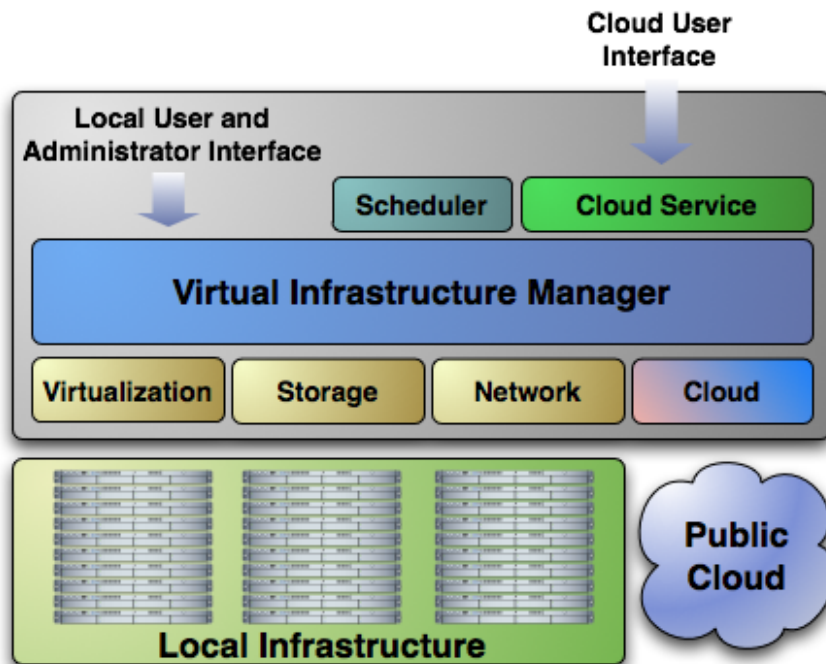 Cloud User
Interface
Local User and
Administrator Interface
Scheduler
Cloud Service
Virtual Infrastructure Manager
Virtualization
Storage
Network
Cloud
Public
Cloud
Local Infrastructure